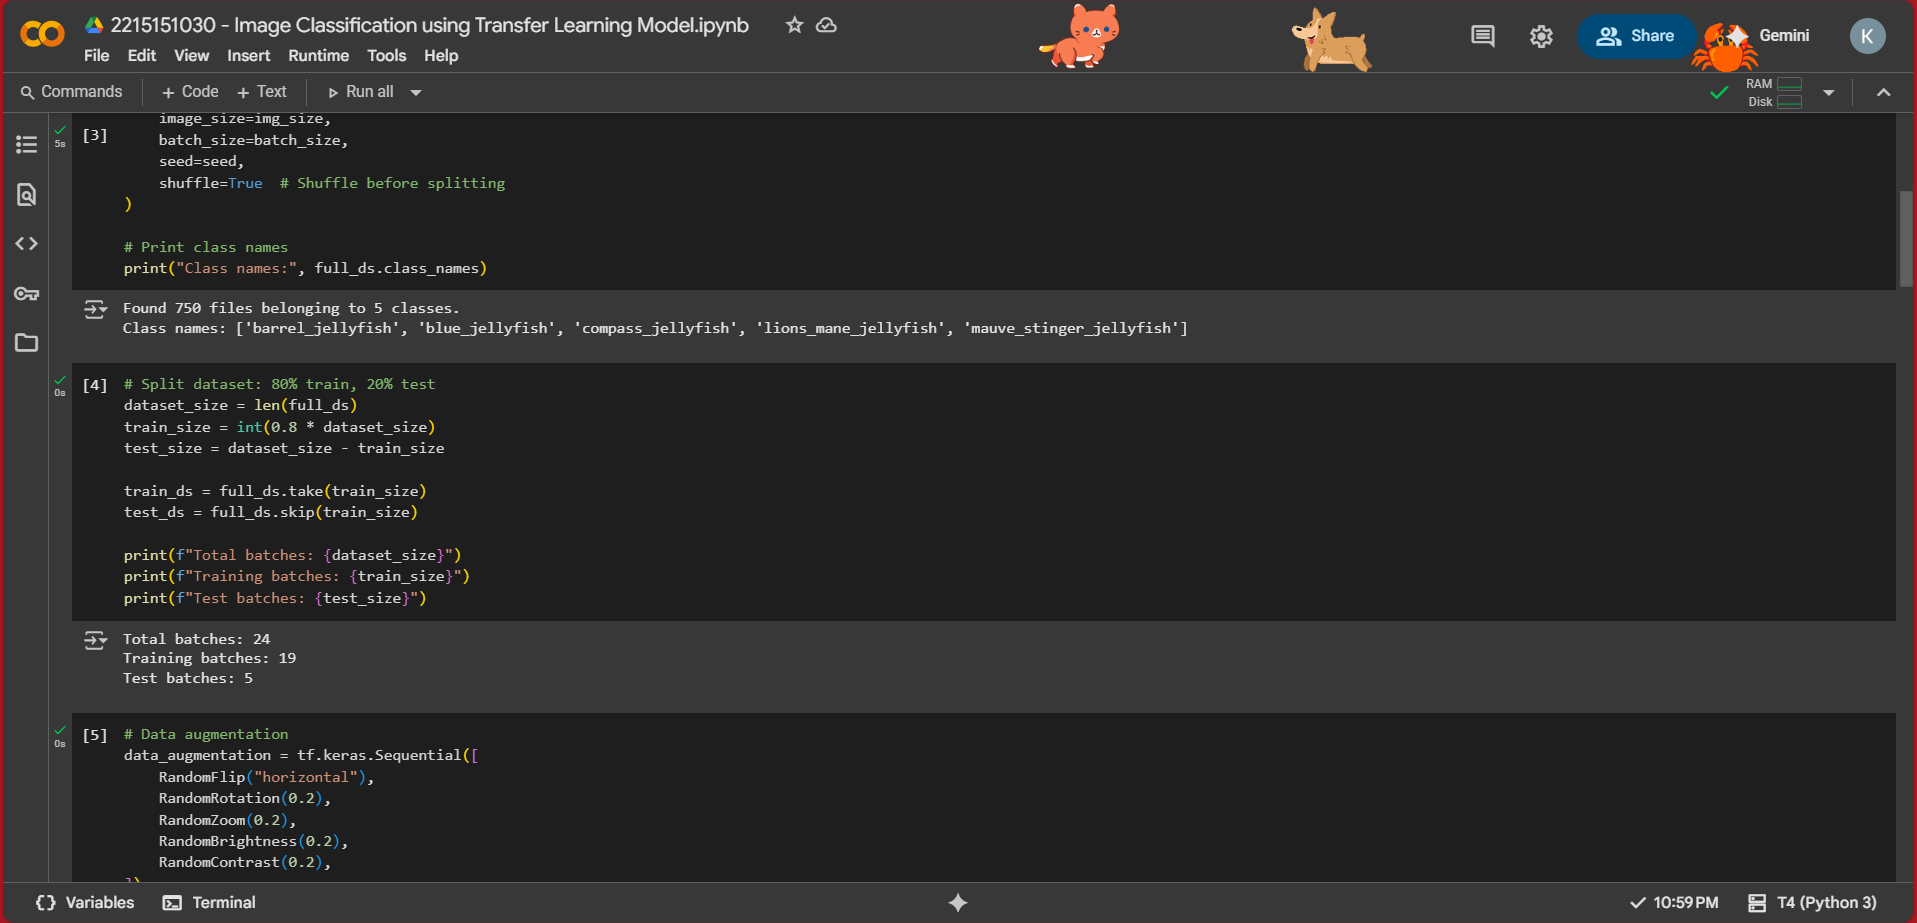 2215151030 - Image Classification using Transfer Learning Model.ipynb
File Edit View Insert Runtime Tools Help
Share
Gemini
K
Commands + Code + Text Run all
RAM
Disk
5s
[3]
image_size=img_size,
batch_size=batch_size,
seed=seed,
shuffle=True  # Shuffle before splitting
)
# Print class names
print("Class names:", full_ds.class_names)
Found 750 files belonging to 5 classes.
Class names: ['barrel_jellyfish', 'blue_jellyfish', 'compass_jellyfish', 'lions_mane_jellyfish', 'mauve_stinger_jellyfish']
0s
[4] # Split dataset: 80% train, 20% test
dataset_size = len(full_ds)
train_size = int(0.8 * dataset_size)
test_size = dataset_size - train_size
train_ds = full_ds.take(train_size)
test_ds = full_ds.skip(train_size)
print(f"Total batches: {dataset_size}")
print(f"Training batches: {train_size}")
print(f"Test batches: {test_size}")
Total batches: 24
Training batches: 19
Test batches: 5
0s
[5] # Data augmentation
data_augmentation = tf.keras.Sequential([
RandomFlip("horizontal"),
RandomRotation(0.2),
RandomZoom(0.2),
RandomBrightness(0.2),
RandomContrast(0.2),
])
Variables Terminal
10:59 PM T4 (Python 3)